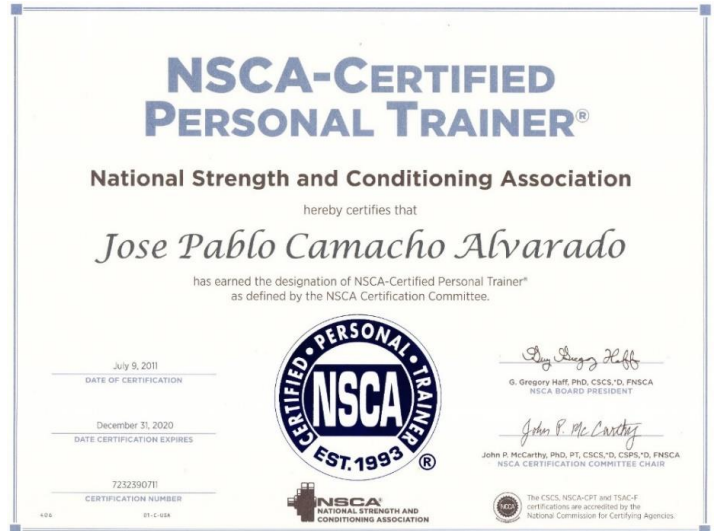 NSCA-CERTIFIED
PERSONAL TRAINER®
National Strength and Conditioning Association
hereby certifies that
Jose Pablo Camacho Alvarado
has earned the designation of NSCA-Certified Personal Trainer®
as defined by the NSCA Certification Committee.
July 9, 2011
DATE OF CERTIFICATION
December 31, 2020
DATE CERTIFICATION EXPIRES
7232390711
CERTIFICATION NUMBER
CERTIFIED • PERSONAL • TRAINER
NSCA
EST. 1993
®
G. Gregory Haff, PhD, CSCS,*D, FNSCA
NSCA BOARD PRESIDENT
John P. McCarthy
John P. McCarthy, PhD, PT, CSCS,*D, CSPS,*D, FNSCA
NSCA CERTIFICATION COMMITTEE CHAIR
NSCA®
NATIONAL STRENGTH AND
CONDITIONING ASSOCIATION
NCCA
The CSCS, NSCA-CPT and TSAC-F
certifications are accredited by the
National Commission for Certifying Agencies.